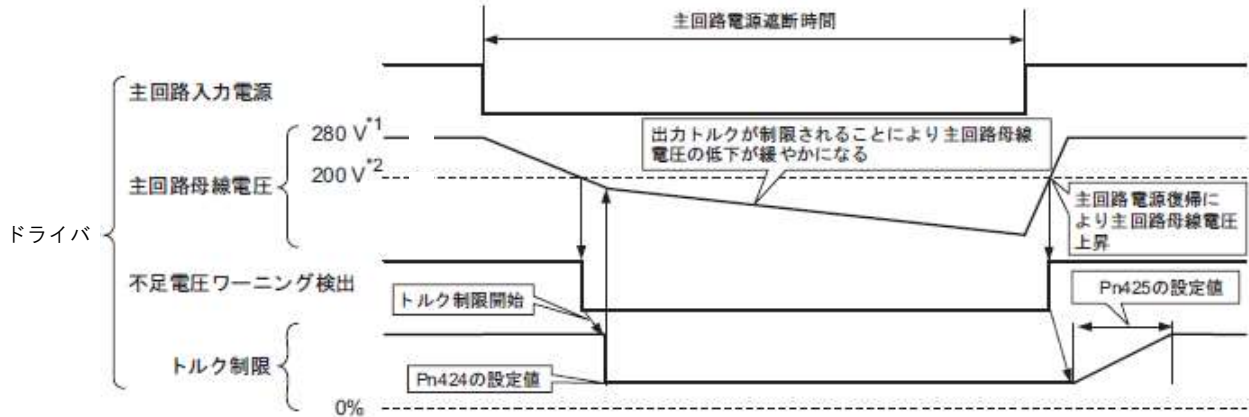 主回路電源遮断時間
主回路入力電源
280 V*1
出力トルクが制限されることにより主回路母線
電圧の低下が緩やかになる
200 V*2
主回路母線電圧
主回路電源復帰に
より主回路母線電圧
上昇
ドライバ
不足電圧ワーニング検出
トルク制限開始
Pn425の設定値
トルク制限
Pn424の設定値
0%